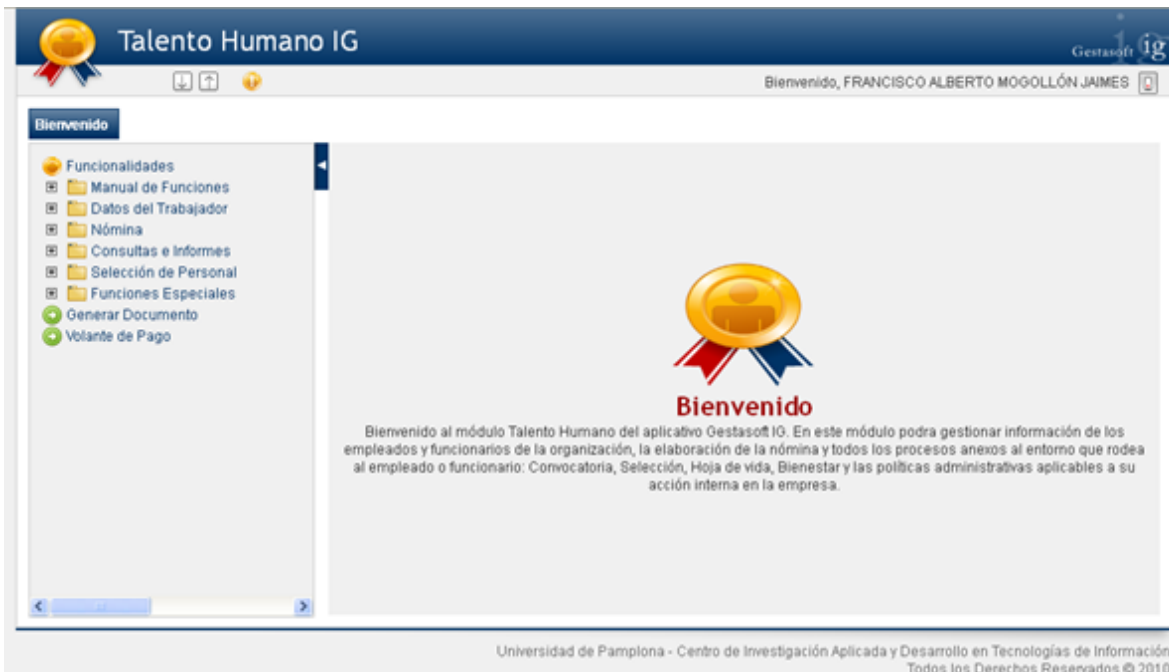 Talento Humano IG
Gestasoft ig
Bienvenido, FRANCISCO ALBERTO MOGOLLÓN JAIMES
Bienvenido
Funcionalidades
Manual de Funciones
Datos del Trabajador
Nómina
Consultas e Informes
Selección de Personal
Funciones Especiales
Generar Documento
Volante de Pago
Bienvenido
Bienvenido al módulo Talento Humano del aplicativo Gestasoft IG. En este módulo podra gestionar información de los
empleados y funcionarios de la organización, la elaboración de la nómina y todos los procesos anexos al entorno que rodea
al empleado o funcionario: Convocatoria, Selección, Hoja de vida, Bienestar y las políticas administrativas aplicables a su
acción interna en la empresa.
Universidad de Pamplona - Centro de Investigación Aplicada y Desarrollo en Tecnologías de Información
Todos los Derechos Reservados © 2010